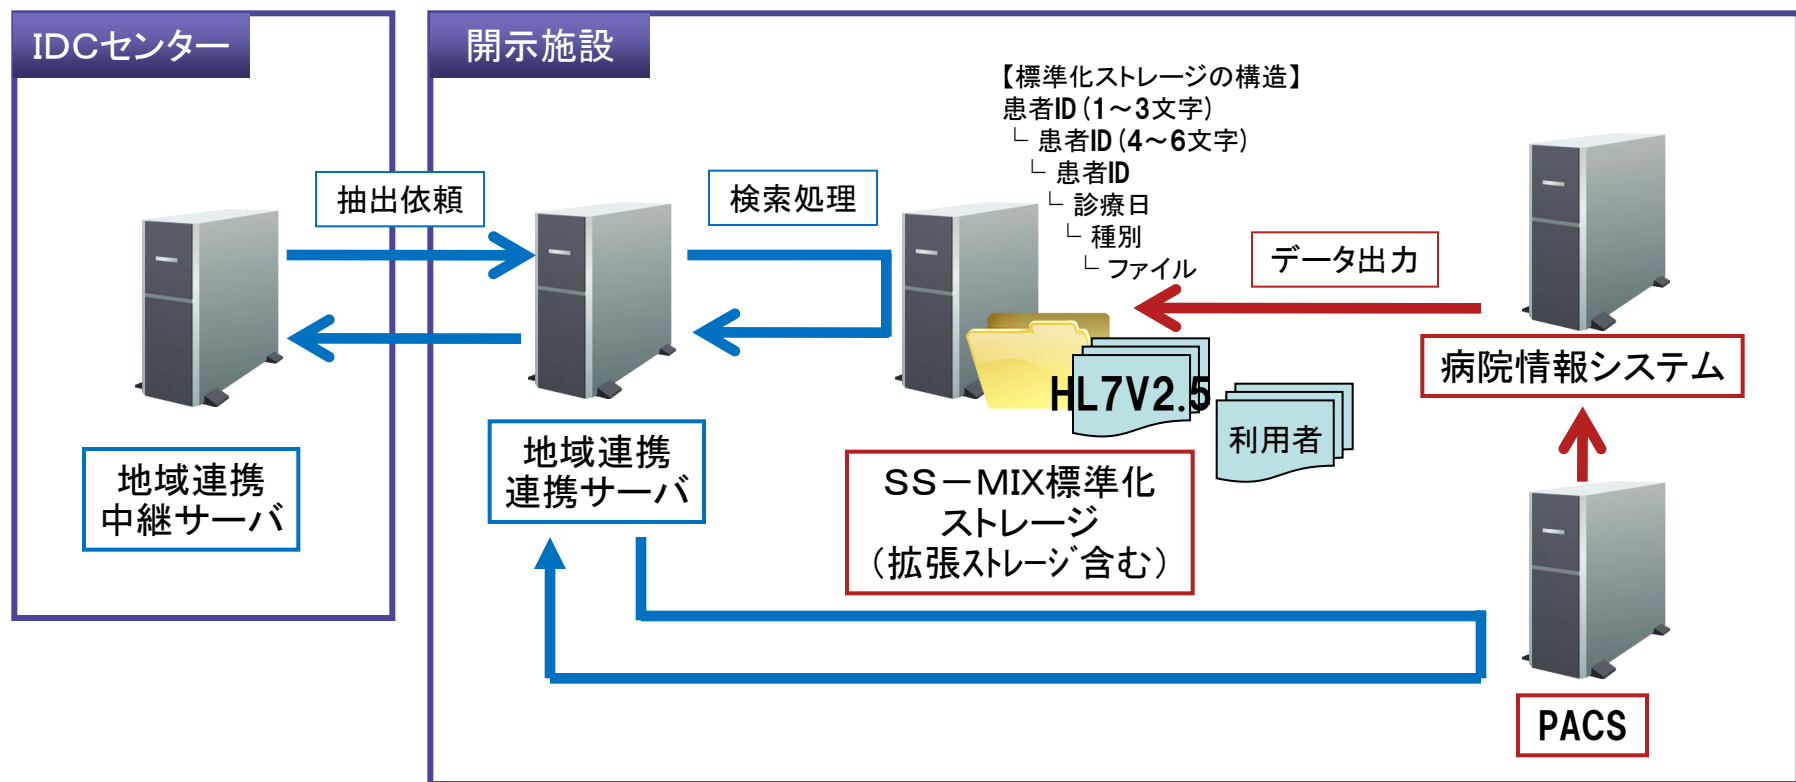 IDCセンター
開示施設
【標準化ストレージの構造】
患者ID(1～3文字)
└ 患者ID(4～6文字)
└ 患者ID
└ 診療日
└ 種別
└ ファイル
抽出依頼
検索処理
データ出力
病院情報システム
HL7V2.5
利用者
地域連携
中継サーバ
地域連携
連携サーバ
SS－MIX標準化
ストレージ
（拡張ストレージ含む）
PACS